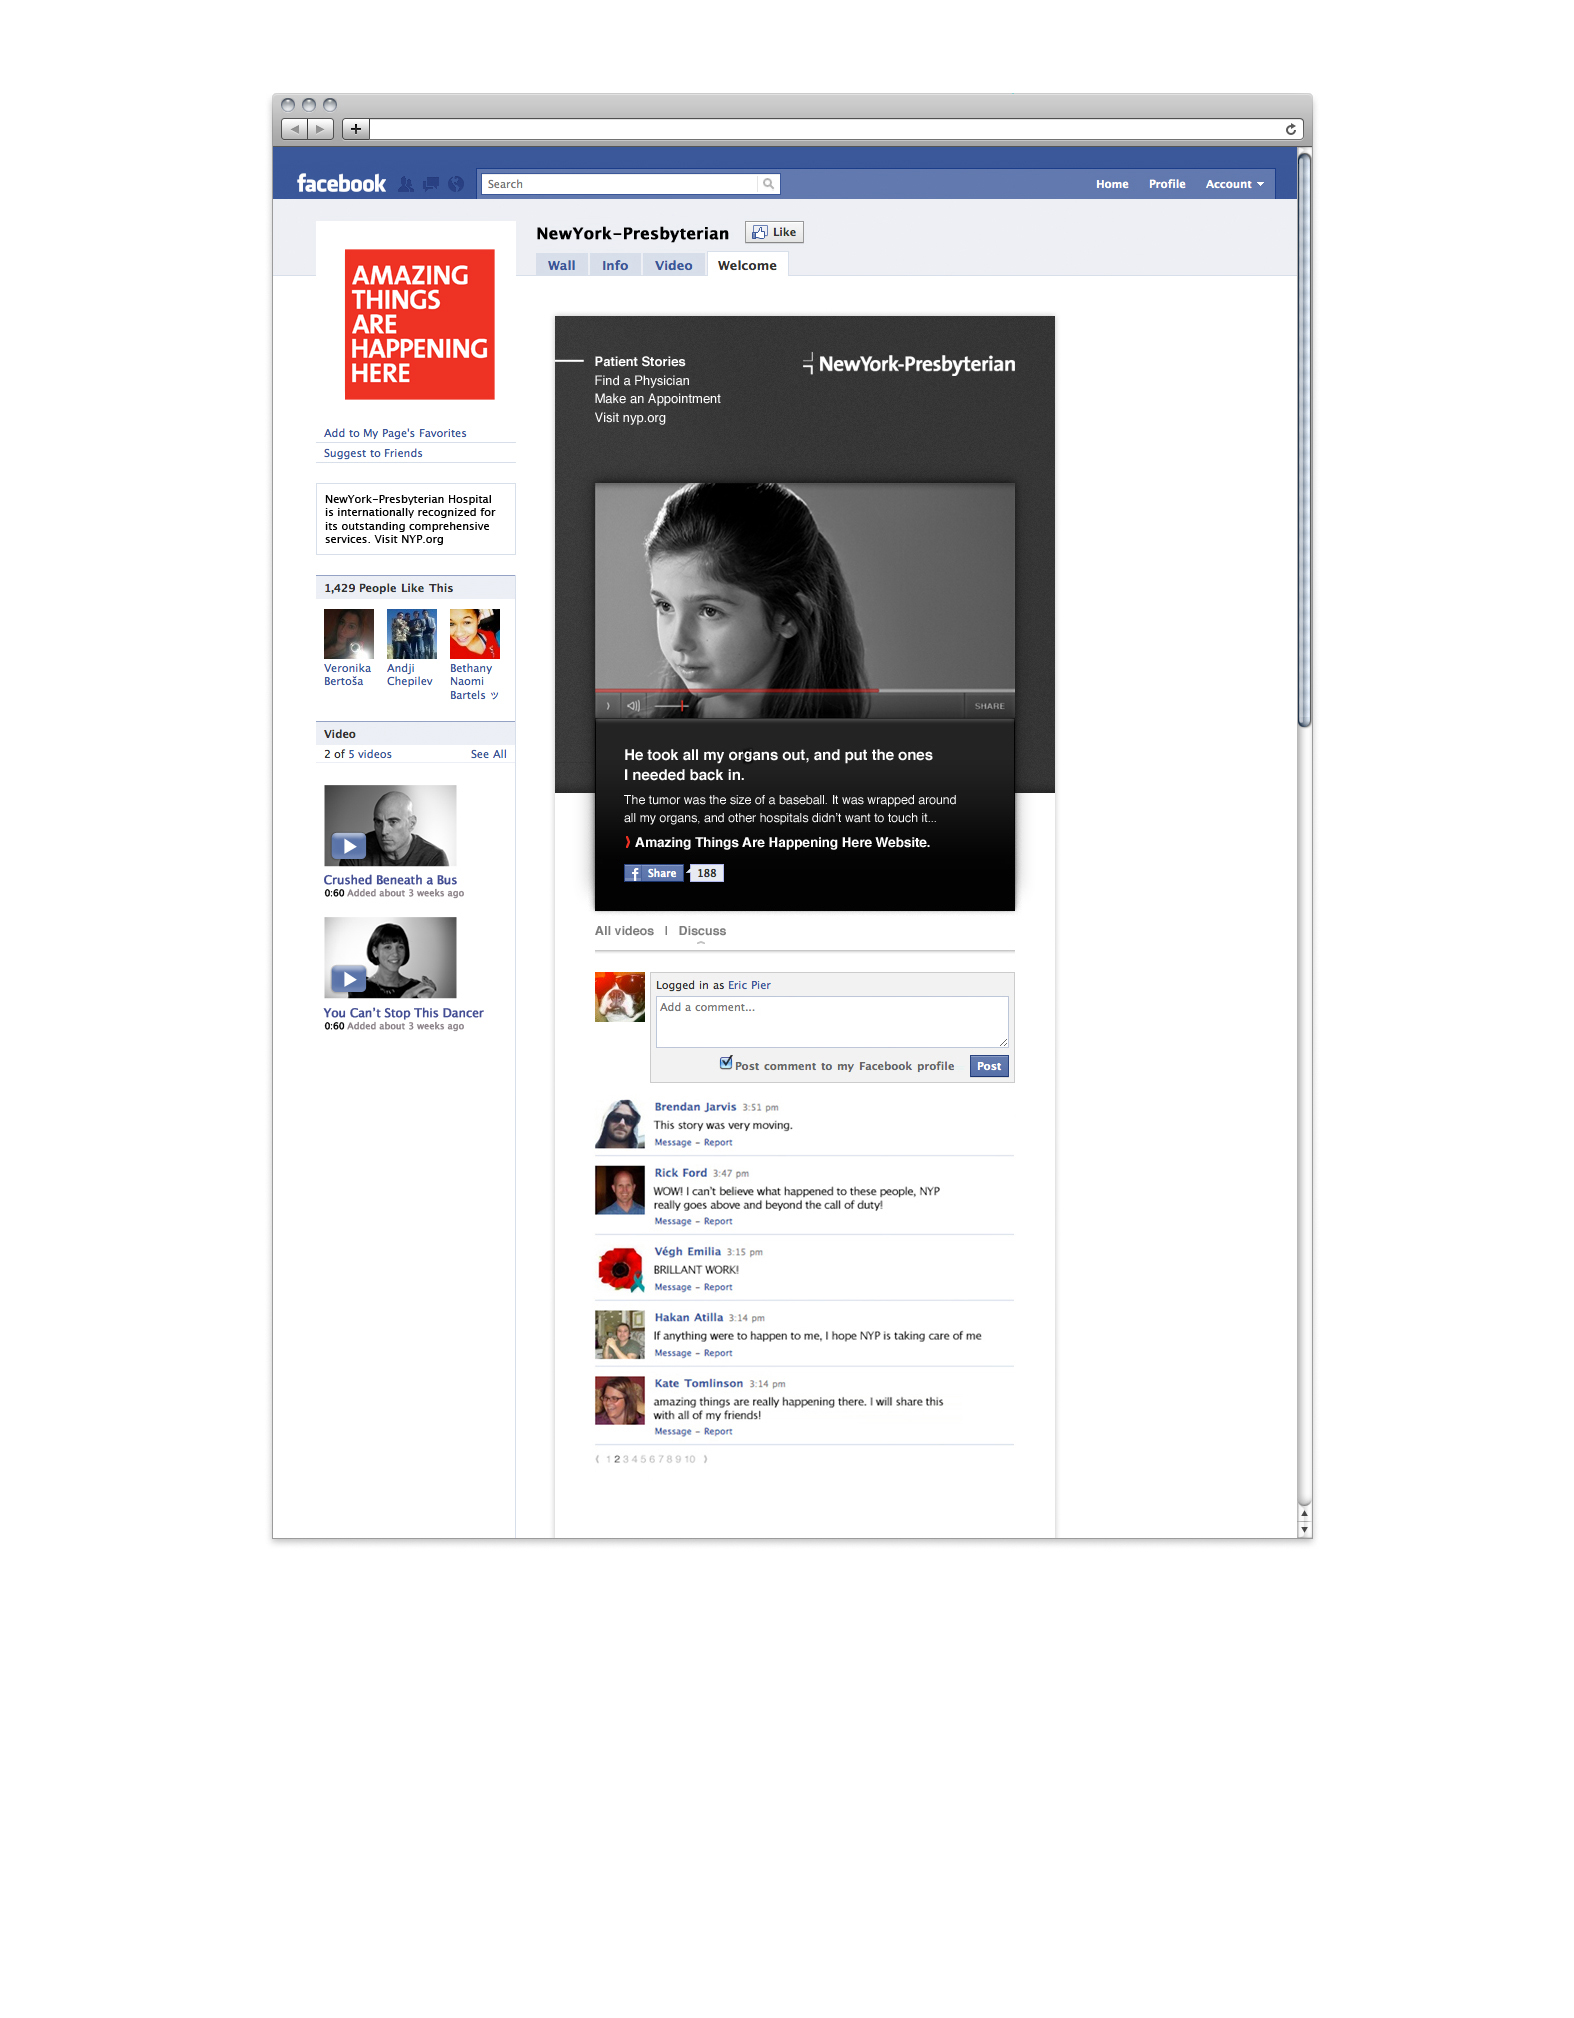 facebook
Search
Home Profile Account
NewYork-Presbyterian
Like
Wall Info Video Welcome
AMAZING
THINGS
ARE
HAPPENING
HERE
Add to My Page's Favorites
Suggest to Friends
NewYork-Presbyterian Hospital
is internationally recognized for
its outstanding comprehensive
services. Visit NYP.org
1,429 People Like This
Veronika
Bertoša
Andji
Chepilev
Bethany
Naomi
Bartels ッ
Video
2 of 5 videos See All
Crushed Beneath a Bus
0:60 Added about 3 weeks ago
You Can't Stop This Dancer
0:60 Added about 3 weeks ago
Patient Stories
Find a Physician
Make an Appointment
Visit nyp.org
NewYork-Presbyterian
SHARE
He took all my organs out, and put the ones
I needed back in.
The tumor was the size of a baseball. It was wrapped around
all my organs, and other hospitals didn't want to touch it...
Amazing Things Are Happening Here Website.
f Share 188
All videos | Discuss
Logged in as Eric Pier
Add a comment...
Post comment to my Facebook profile Post
Brendan Jarvis 3:51 pm
This story was very moving.
Message – Report
Rick Ford 3:47 pm
WOW! I can't believe what happened to these people, NYP
really goes above and beyond the call of duty!
Message – Report
Végh Emilia 3:15 pm
BRILLANT WORK!
Message – Report
Hakan Atilla 3:14 pm
If anything were to happen to me, I hope NYP is taking care of me
Message – Report
Kate Tomlinson 3:14 pm
amazing things are really happening there. I will share this
with all of my friends!
Message – Report
1 2 3 4 5 6 7 8 9 10